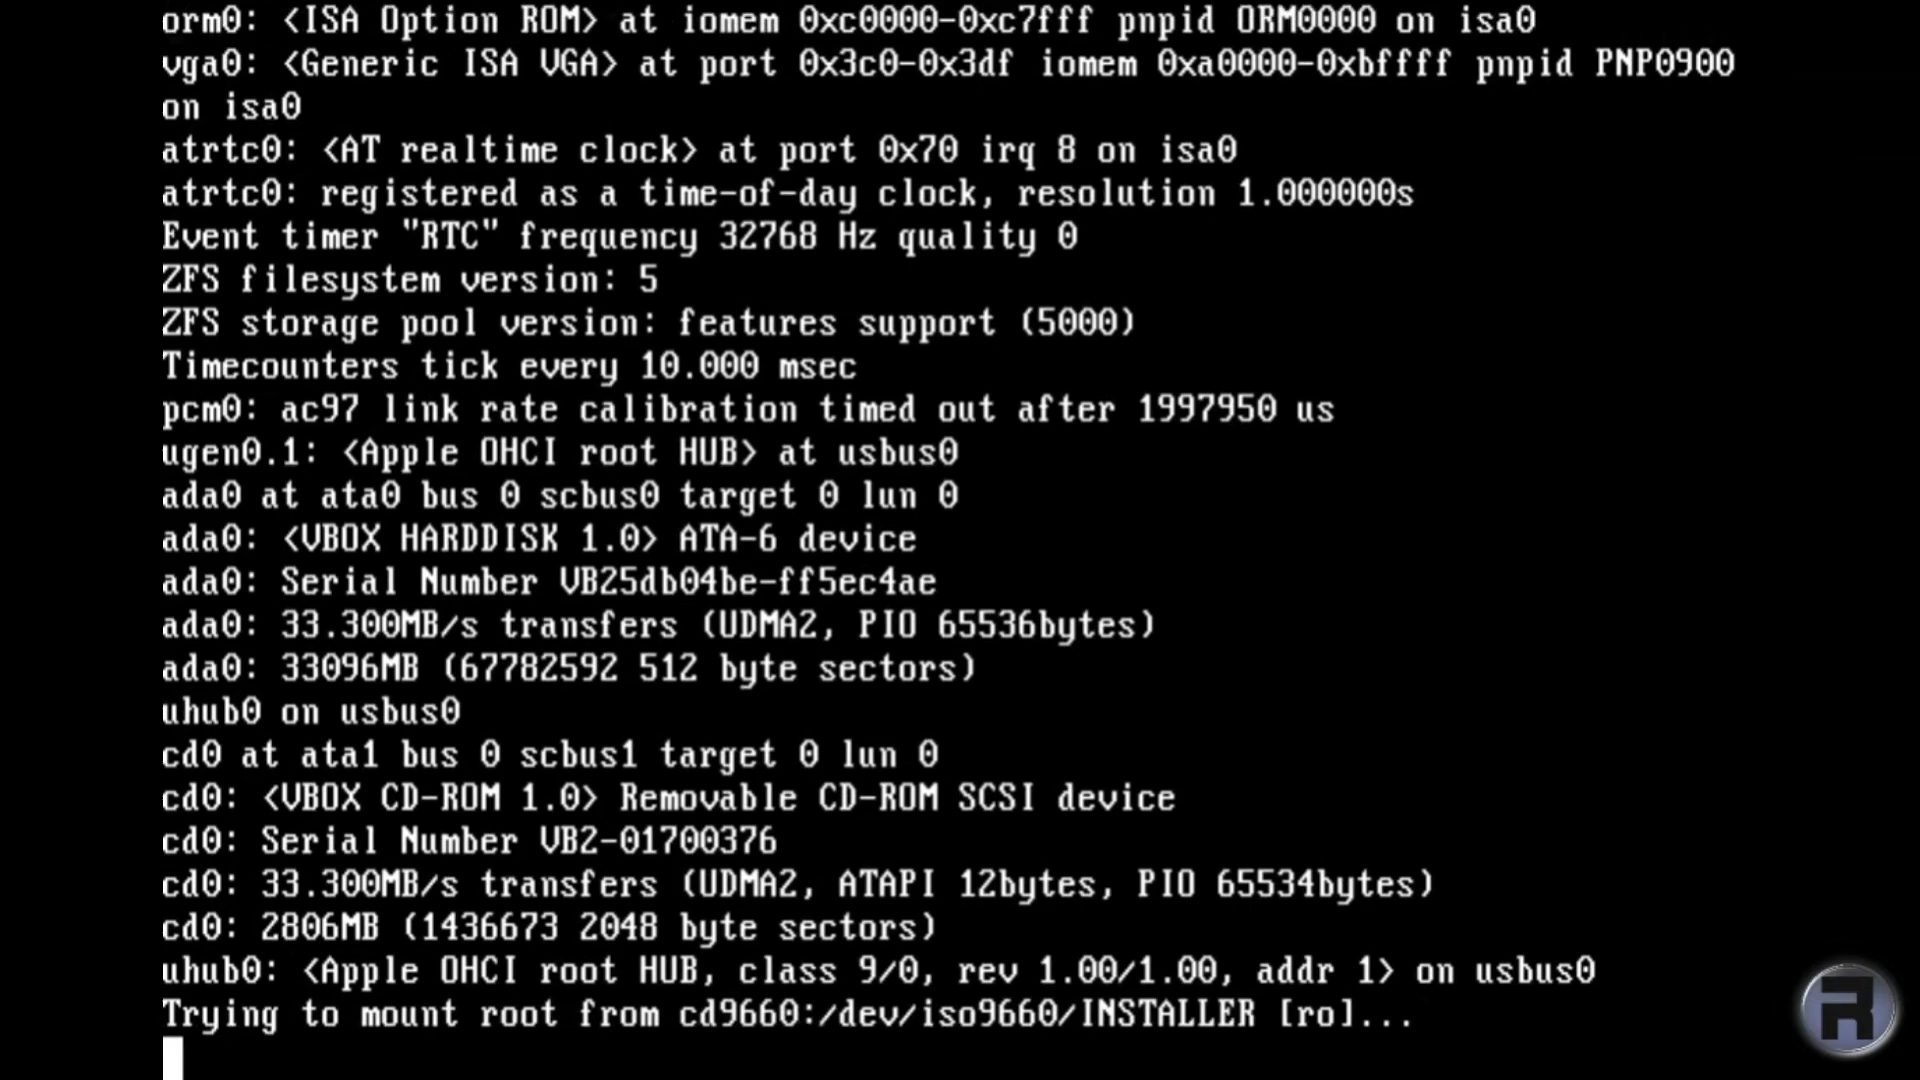 orm0: <ISA Option ROM> at iomem 0xc0000-0xc7fff pnpid ORM0000 on isa0
vga0: <Generic ISA VGA> at port 0x3c0-0x3df iomem 0xa0000-0xbffff pnpid PNP0900
on isa0
atrtc0: <AT realtime clock> at port 0x70 irq 8 on isa0
atrtc0: registered as a time-of-day clock, resolution 1.000000s
Event timer "RTC" frequency 32768 Hz quality 0
ZFS filesystem version: 5
ZFS storage pool version: features support (5000)
Timecounters tick every 10.000 msec
pcm0: ac97 link rate calibration timed out after 1997950 us
ugen0.1: <Apple OHCI root HUB> at usbus0
ada0 at ata0 bus 0 scbus0 target 0 lun 0
ada0: <VBOX HARDDISK 1.0> ATA-6 device
ada0: Serial Number VB25db04be-ff5ec4ae
ada0: 33.300MB/s transfers (UDMA2, PIO 65536bytes)
ada0: 33096MB (67782592 512 byte sectors)
uhub0 on usbus0
cd0 at ata1 bus 0 scbus1 target 0 lun 0
cd0: <VBOX CD-ROM 1.0> Removable CD-ROM SCSI device
cd0: Serial Number VB2-01700376
cd0: 33.300MB/s transfers (UDMA2, ATAPI 12bytes, PIO 65534bytes)
cd0: 2806MB (1436673 2048 byte sectors)
uhub0: <Apple OHCI root HUB, class 9/0, rev 1.00/1.00, addr 1> on usbus0
Trying to mount root from cd9660:/dev/iso9660/INSTALLER [ro]...
R